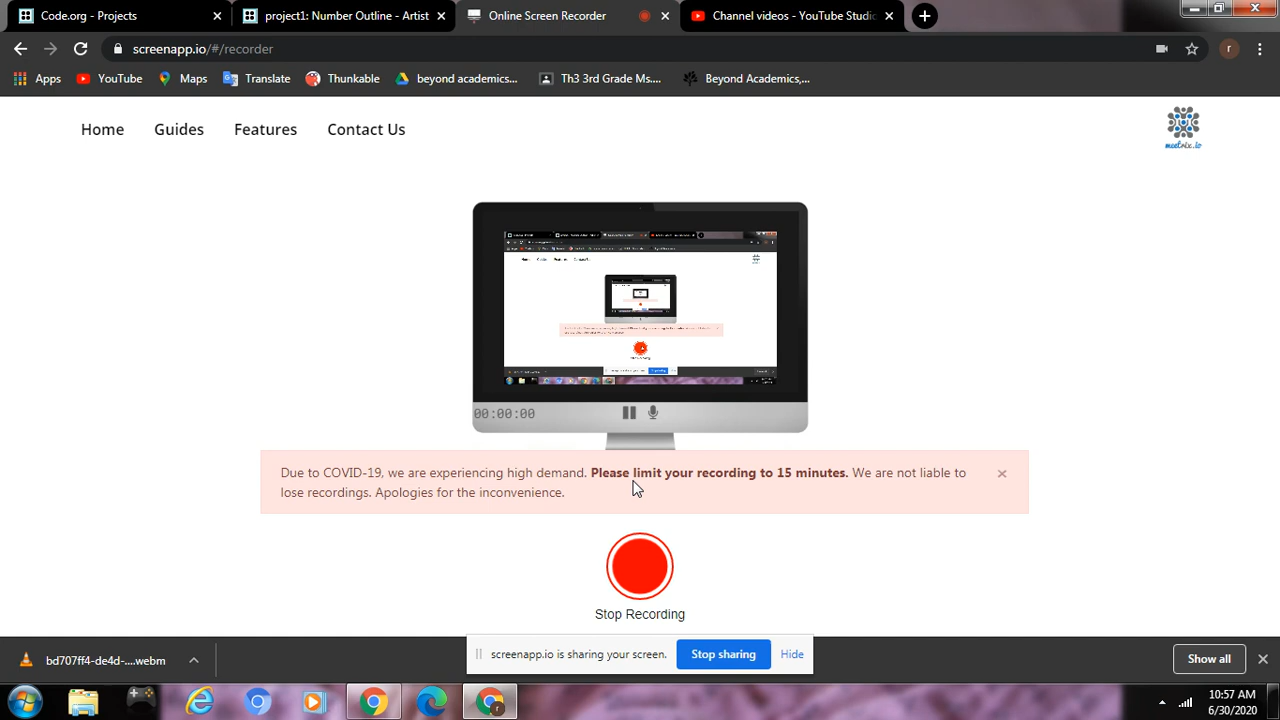 Code.org - Projects
project1: Number Outline - Artist
Online Screen Recorder
Channel videos - YouTube Studio
screenapp.io/#/recorder
r
Apps
YouTube
Maps
Translate
Thunkable
beyond academics...
Th3 3rd Grade Ms....
Beyond Academics,...
Home
Guides
Features
Contact Us
meetrix.io
00:00:00
Due to COVID-19, we are experiencing high demand. Please limit your recording to 15 minutes. We are not liable to
lose recordings. Apologies for the inconvenience.
Stop Recording
screenapp.io is sharing your screen.
Stop sharing
Hide
bd707ff4-de4d-....webm
Show all
10:57 AM
6/30/2020